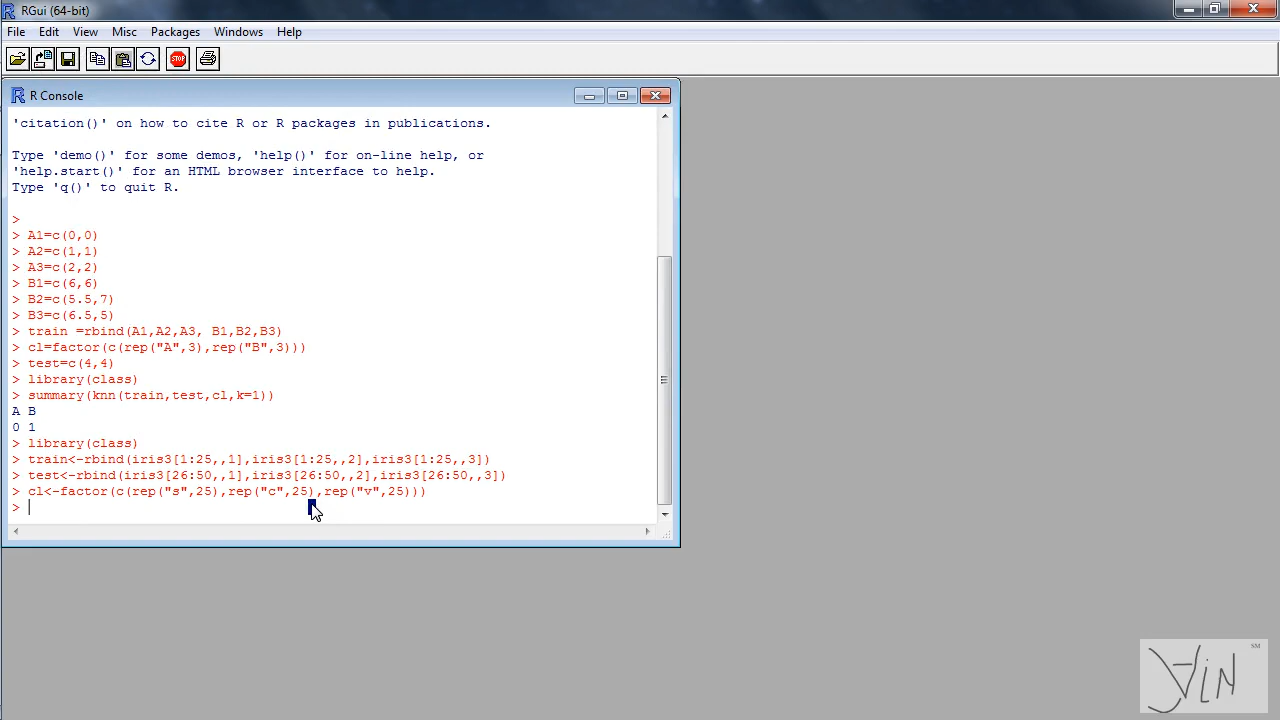 RGui (64-bit)
File Edit View Misc Packages Windows Help
STOP
R Console
'citation()' on how to cite R or R packages in publications.
Type 'demo()' for some demos, 'help()' for on-line help, or
'help.start()' for an HTML browser interface to help.
Type 'q()' to quit R.
>
> A1=c(0,0)
> A2=c(1,1)
> A3=c(2,2)
> B1=c(6,6)
> B2=c(5.5,7)
> B3=c(6.5,5)
> train =rbind(A1,A2,A3, B1,B2,B3)
> cl=factor(c(rep("A",3),rep("B",3)))
> test=c(4,4)
> library(class)
> summary(knn(train,test,cl,k=1))
A B
0 1
> library(class)
> train<-rbind(iris3[1:25,,1],iris3[1:25,,2],iris3[1:25,,3])
> test<-rbind(iris3[26:50,,1],iris3[26:50,,2],iris3[26:50,,3])
> cl<-factor(c(rep("s",25),rep("c",25),rep("v",25)))
>
SM